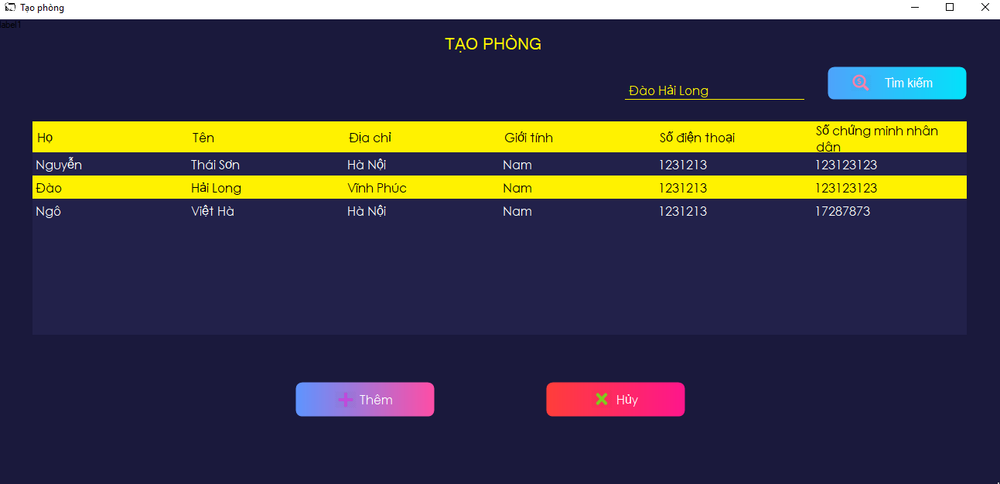 Tạo phòng
label1
TẠO PHÒNG
Đào Hải Long
Tìm kiếm
Họ Tên Địa chỉ Giới tính Số điện thoại Số chứng minh nhân
dân
Nguyễn Thái Sơn Hà Nội Nam 1231213 123123123
Đào Hải Long Vĩnh Phúc Nam 1231213 123123123
Ngô Việt Hà Hà Nội Nam 1231213 17287873
Thêm
Hủy